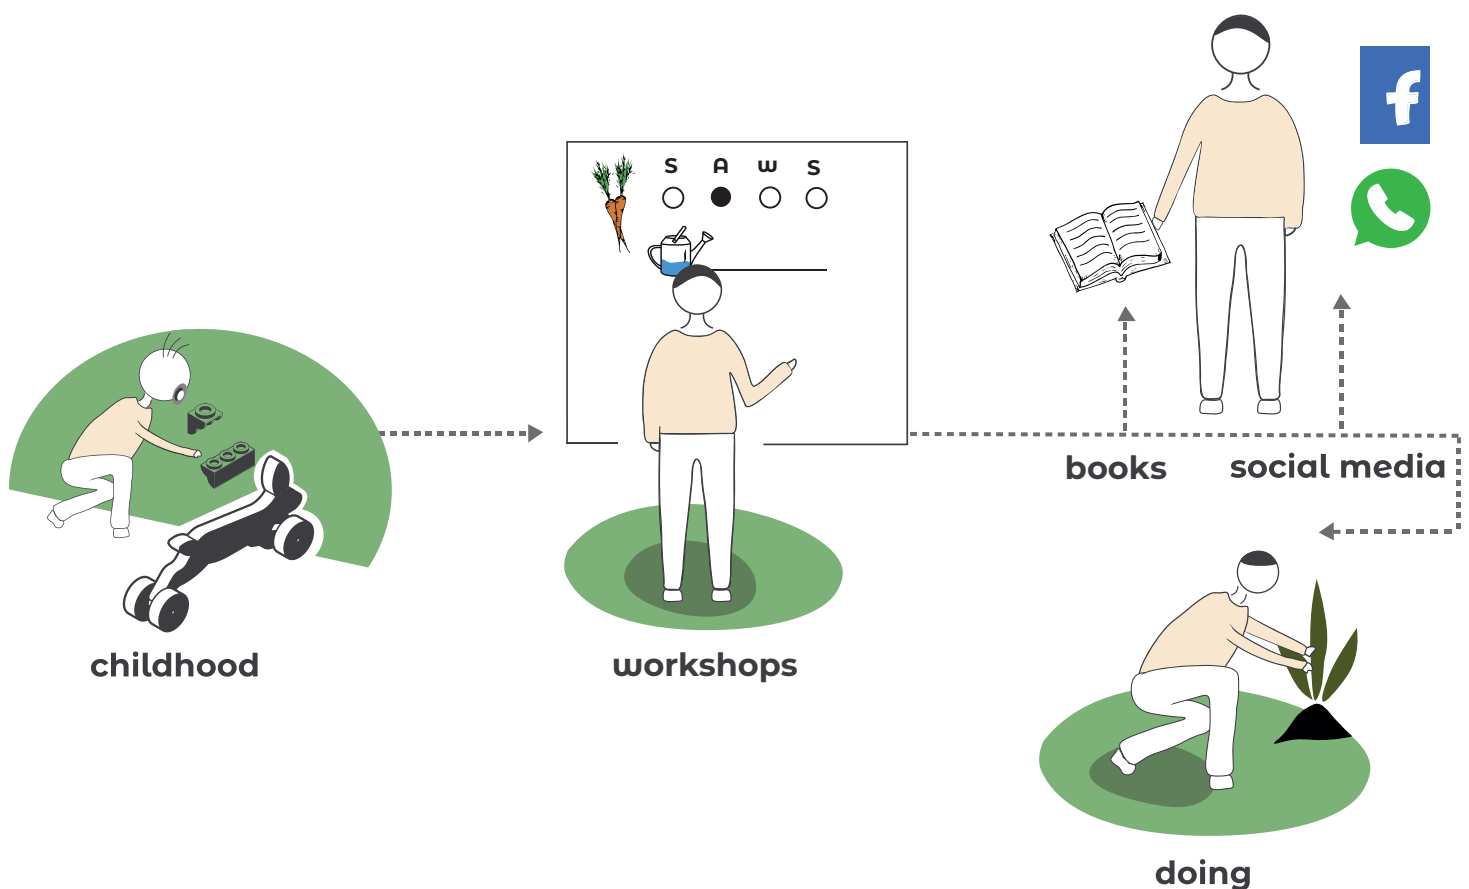 S A W S
books
social media
childhood
workshops
doing